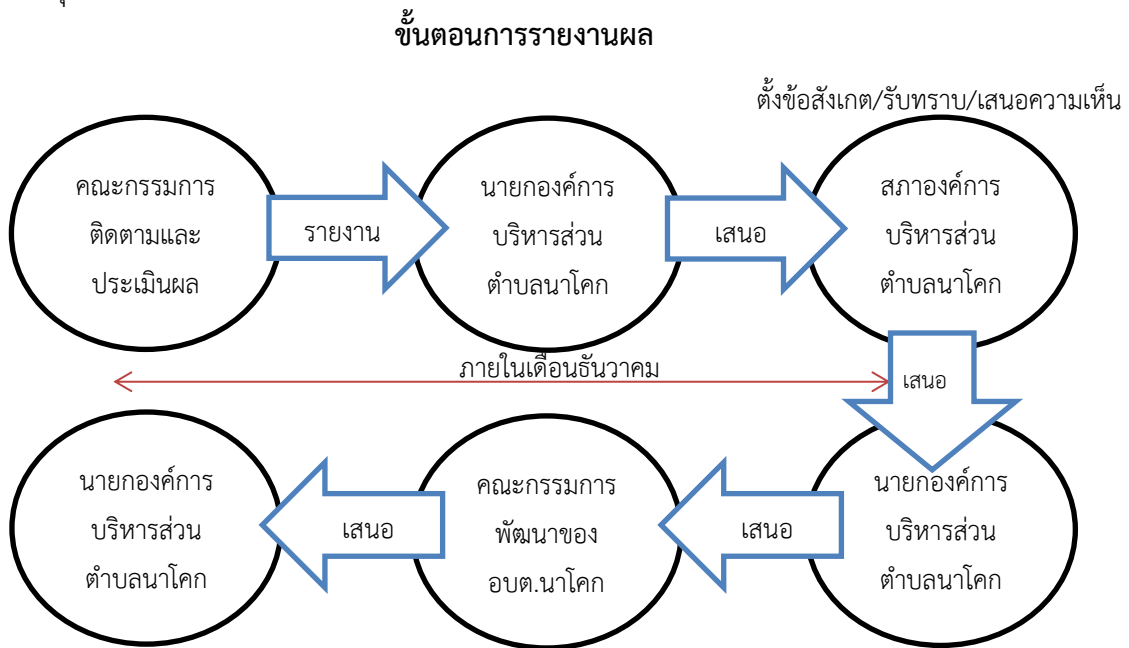 ขั้นตอนการรายงานผล
ตั้งข้อสังเกต/รับทราบ/เสนอความเห็น
คณะกรรมการ
ติดตามและ
ประเมินผล
รายงาน
นายกองค์การ
บริหารส่วน
ตำบลนาโคก
เสนอ
สภาองค์การ
บริหารส่วน
ตำบลนาโคก
ภายในเดือนธันวาคม
เสนอ
นายกองค์การ
บริหารส่วน
ตำบลนาโคก
เสนอ
คณะกรรมการ
พัฒนาของ
อบต.นาโคก
เสนอ
นายกองค์การ
บริหารส่วน
ตำบลนาโคก